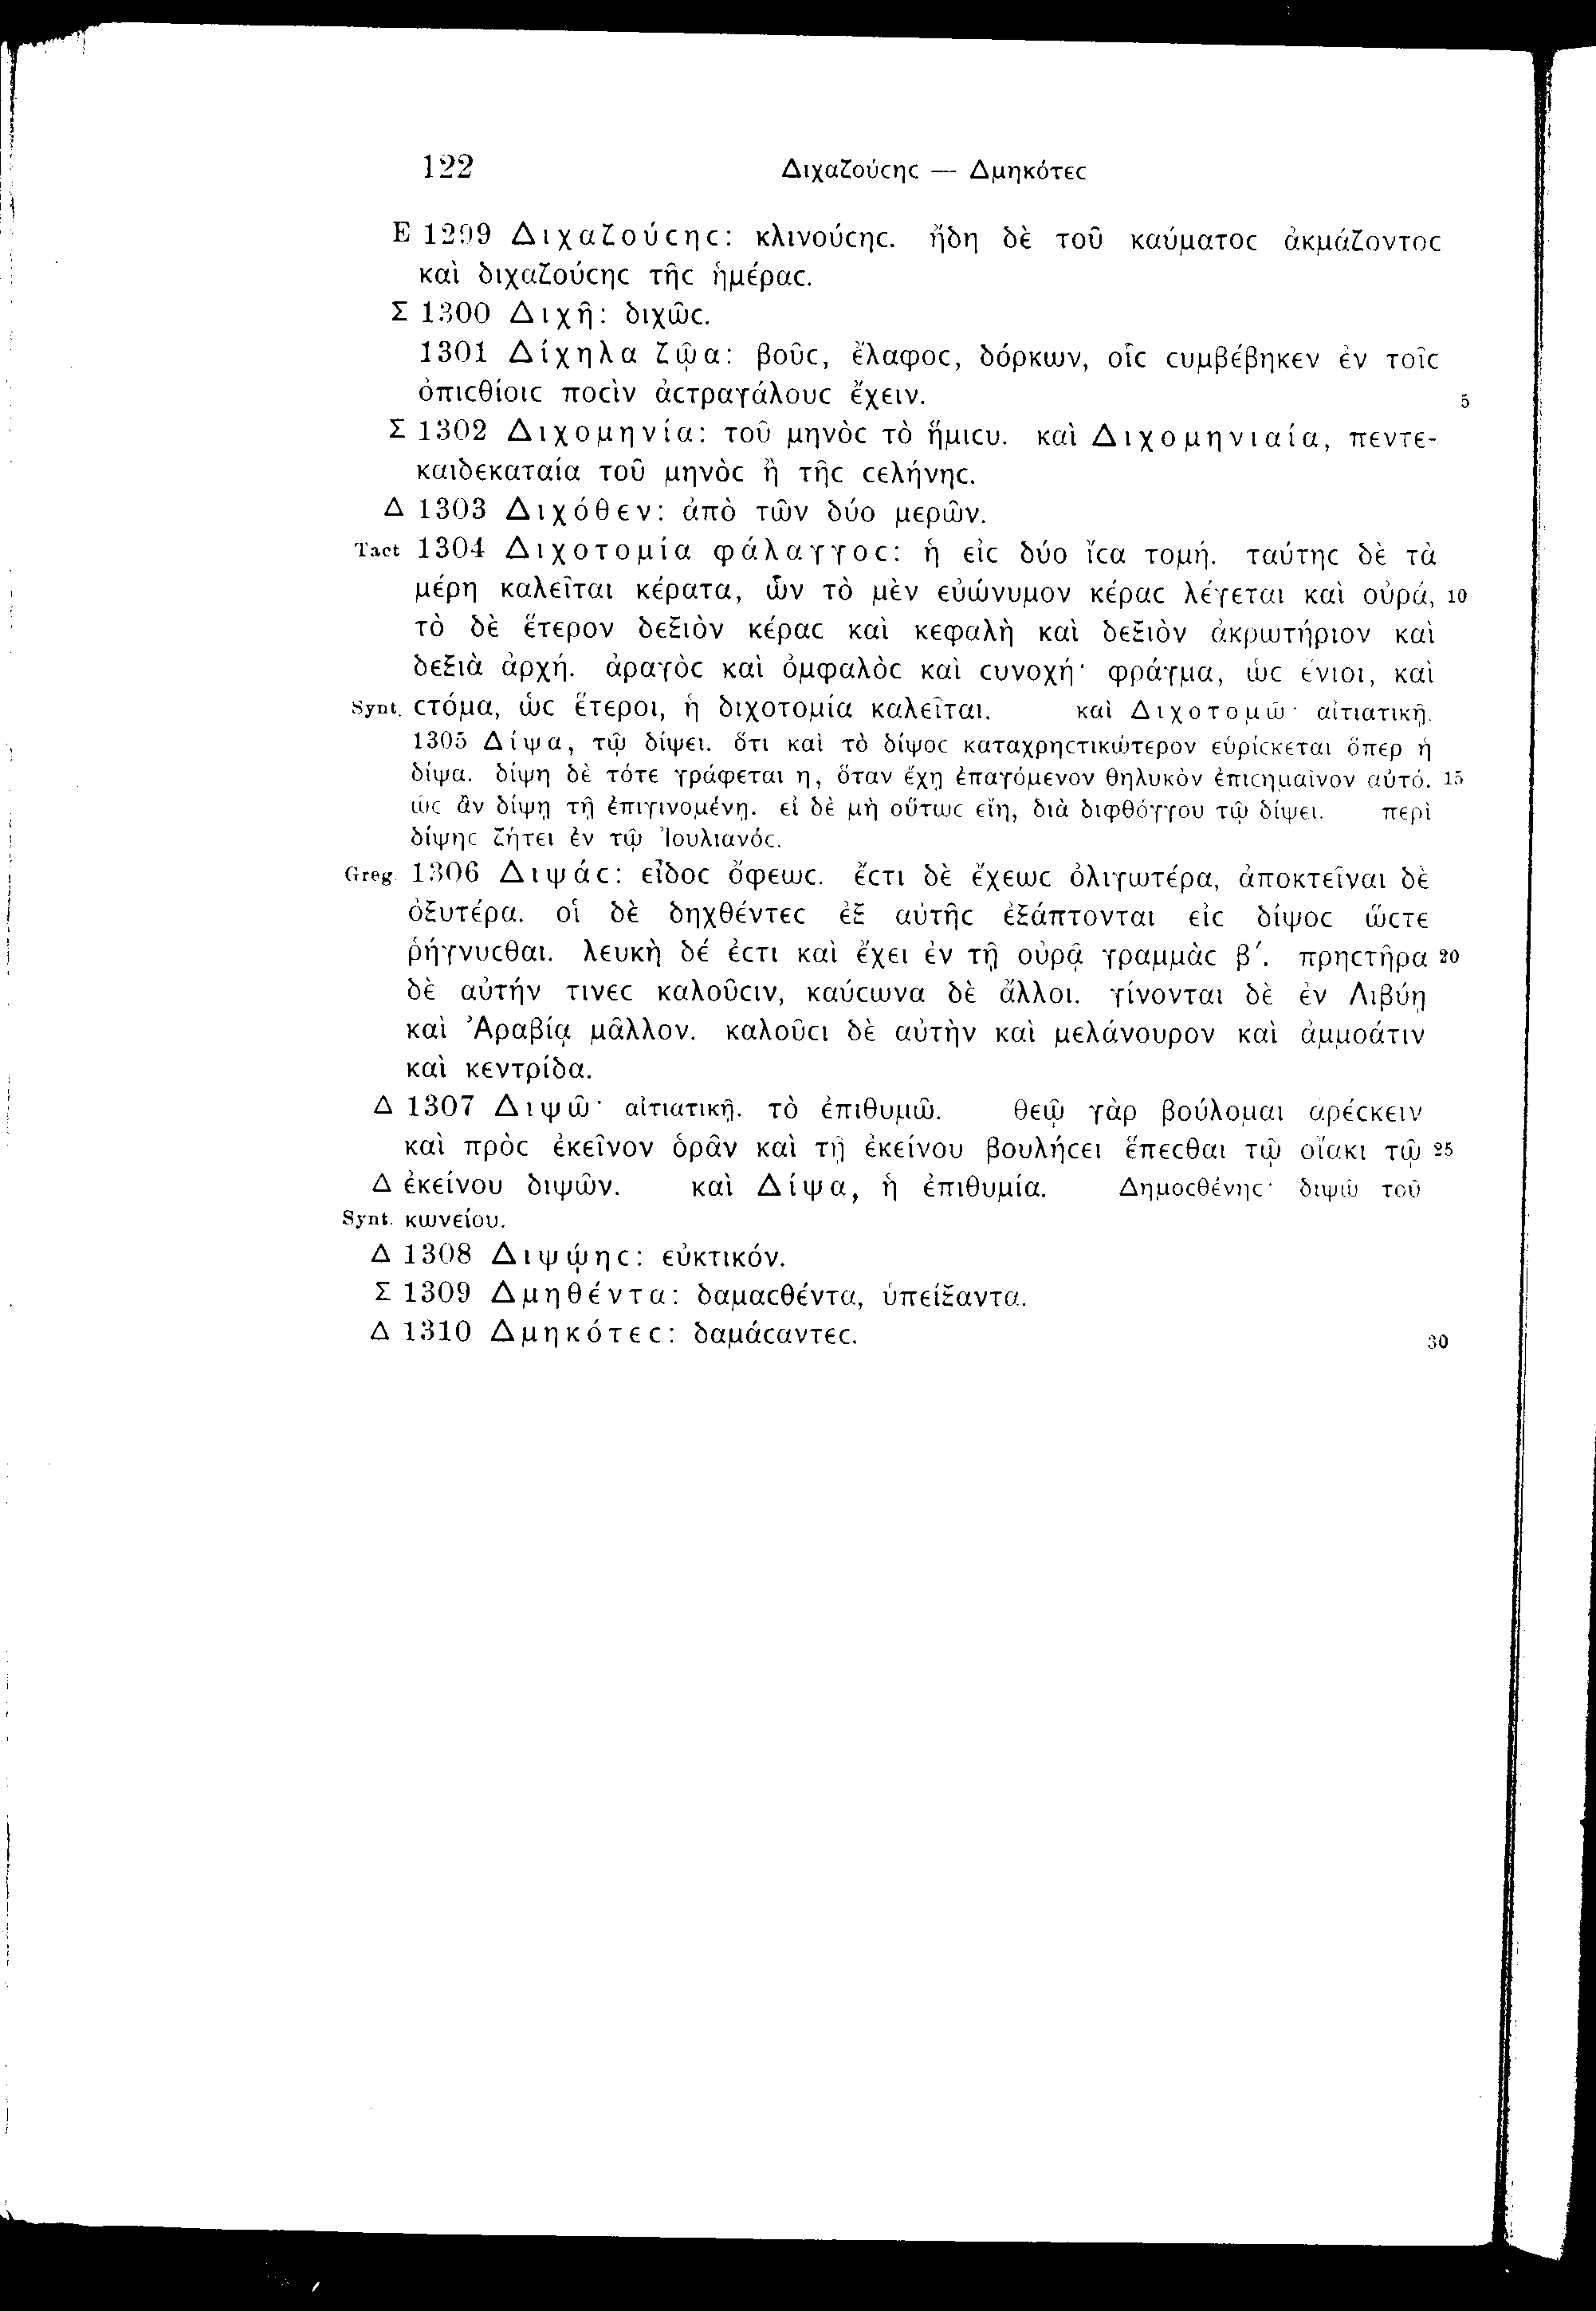 122 Διχαζούϲηϲ — Δμηκότεϲ
Ε 1299 Διχαζούϲηϲ: κλινούϲηϲ. ἤδη δὲ τοῦ καύματοϲ ἀκμάζοντοϲ
καὶ διχαζούϲηϲ τῆϲ ἡμέραϲ.
Σ 1300 Διχῆ: διχῶϲ.
1301 Δίχηλα ζῷα: βοῦϲ, ἔλαφοϲ, δόρκων, οἷϲ ϲυμβέβηκεν ἐν τοῖϲ
ὀπιϲθίοιϲ ποϲὶν ἀϲτραγάλουϲ ἔχειν. 5
Σ 1302 Διχομηνία: τοῦ μηνὸϲ τὸ ἥμιϲυ. καὶ Διχομηνιαία, πεντε-
καιδεκαταία τοῦ μηνὸϲ ἢ τῆϲ ϲελήνηϲ.
Δ 1303 Διχόθεν: ἀπὸ τῶν δύο μερῶν.
Tact 1304 Διχοτομία φάλαγγοϲ: ἡ εἰϲ δύο ἴϲα τομή. ταύτηϲ δὲ τὰ
μέρη καλεῖται κέρατα, ὧν τὸ μὲν εὐώνυμον κέραϲ λέγεται καὶ οὐρά, 10
τὸ δὲ ἕτερον δεξιὸν κέραϲ καὶ κεφαλὴ καὶ δεξιὸν ἀκρωτήριον καὶ
δεξιὰ ἀρχή. ἀραγὸϲ καὶ ὀμφαλὸϲ καὶ ϲυνοχή· φράγμα, ὡϲ ἔνιοι, καὶ
Synt. ϲτόμα, ὡϲ ἕτεροι, ἡ διχοτομία καλεῖται. καὶ Διχοτομῶ· αἰτιατικῇ.
1305 Δίψα, τῷ δίψει. ὅτι καὶ τὸ δίψοϲ καταχρηϲτικώτερον εὑρίϲκεται ὅπερ ἡ
δίψα. δίψη δὲ τότε γράφεται η, ὅταν ἔχῃ ἐπαγόμενον θηλυκὸν ἐπιϲημαῖνον αὐτό. 15
ὡϲ ἂν δίψῃ τῇ ἐπιγινομένῃ. εἰ δὲ μὴ οὕτωϲ εἴη, διὰ διφθόγγου τῷ δίψει. περὶ
δίψηϲ ζήτει ἐν τῷ Ἰουλιανόϲ.
Greg. 1306 Διψάϲ: εἶδοϲ ὄφεωϲ. ἔϲτι δὲ ἔχεωϲ ὀλιγωτέρα, ἀποκτεῖναι δὲ
ὀξυτέρα. οἱ δὲ δηχθέντεϲ ἐξ αὐτῆϲ ἐξάπτονται εἰϲ δίψοϲ ὥϲτε
ῥήγνυϲθαι. λευκὴ δέ ἐϲτι καὶ ἔχει ἐν τῇ οὐρᾷ γραμμὰϲ β΄. πρηϲτῆρα 20
δὲ αὐτήν τινεϲ καλοῦϲιν, καύϲωνα δὲ ἄλλοι. γίνονται δὲ ἐν Λιβύῃ
καὶ Ἀραβίᾳ μᾶλλον. καλοῦϲι δὲ αὐτὴν καὶ μελάνουρον καὶ ἀμμοάτιν
καὶ κεντρίδα.
Δ 1307 Διψῶ· αἰτιατικῇ. τὸ ἐπιθυμῶ. θεῷ γὰρ βούλομαι ἀρέϲκειν
καὶ πρὸϲ ἐκεῖνον ὁρᾶν καὶ τῇ ἐκείνου βουλήϲει ἕπεϲθαι τῷ οἴακι τῷ 25
Δ ἐκείνου διψῶν. καὶ Δίψα, ἡ ἐπιθυμία. Δημοϲθένηϲ· διψῶ τοῦ
Synt. κωνείου.
Δ 1308 Διψῴηϲ: εὐκτικόν.
Σ 1309 Δμηθέντα: δαμαϲθέντα, ὑπείξαντα.
Δ 1310 Δμηκότεϲ: δαμάϲαντεϲ. 30